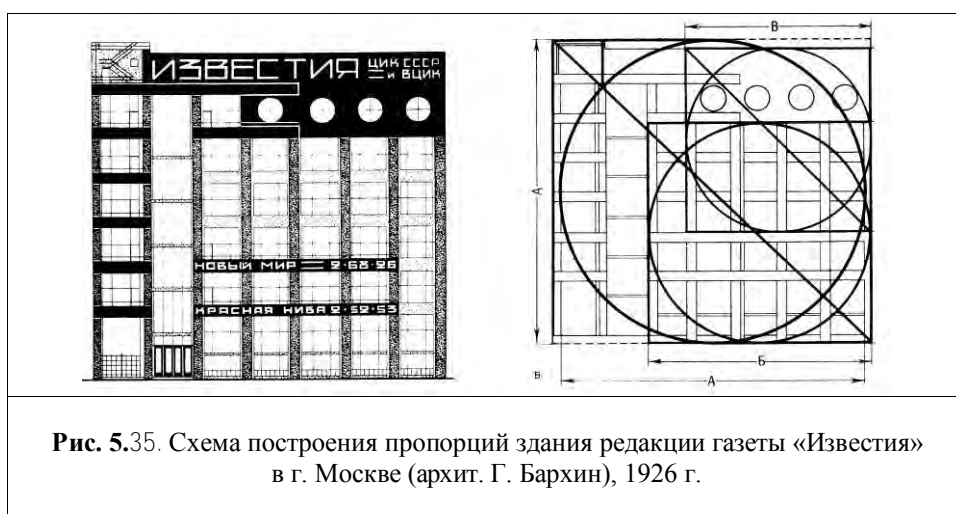 ИЗВЕСТИЯ ЦИК СССР
и ВЦИК
НОВЫЙ МИР = 2-68-26
КРАСНАЯ НИВА 2-52-53
В
А
Б
А
в
Рис. 5.35. Схема построения пропорций здания редакции газеты «Известия»
в г. Москве (архит. Г. Бархин), 1926 г.